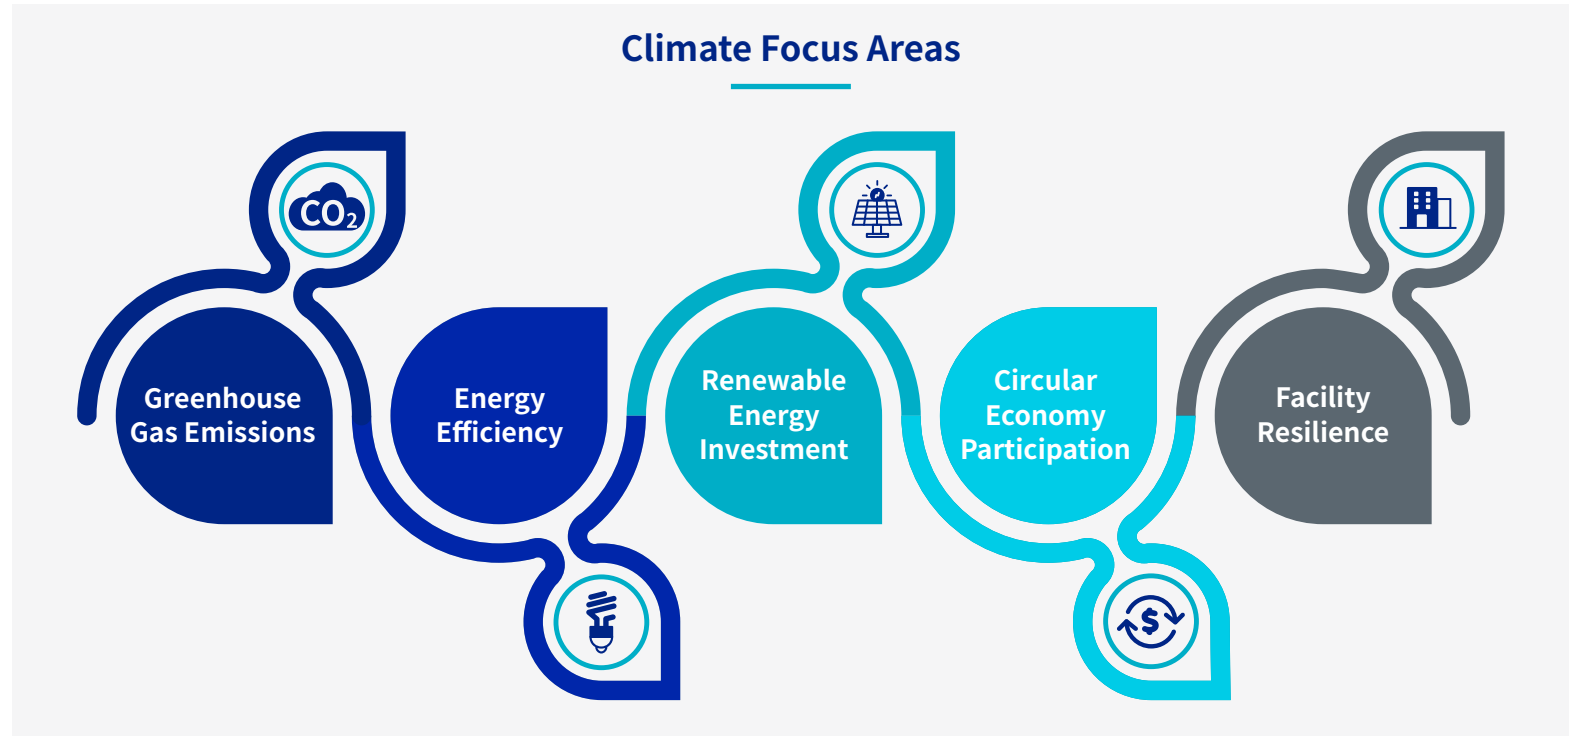 Climate Focus Areas
CO₂
Greenhouse
Gas Emissions
Energy
Efficiency
Renewable
Energy
Investment
Circular
Economy
Participation
$
Facility
Resilience